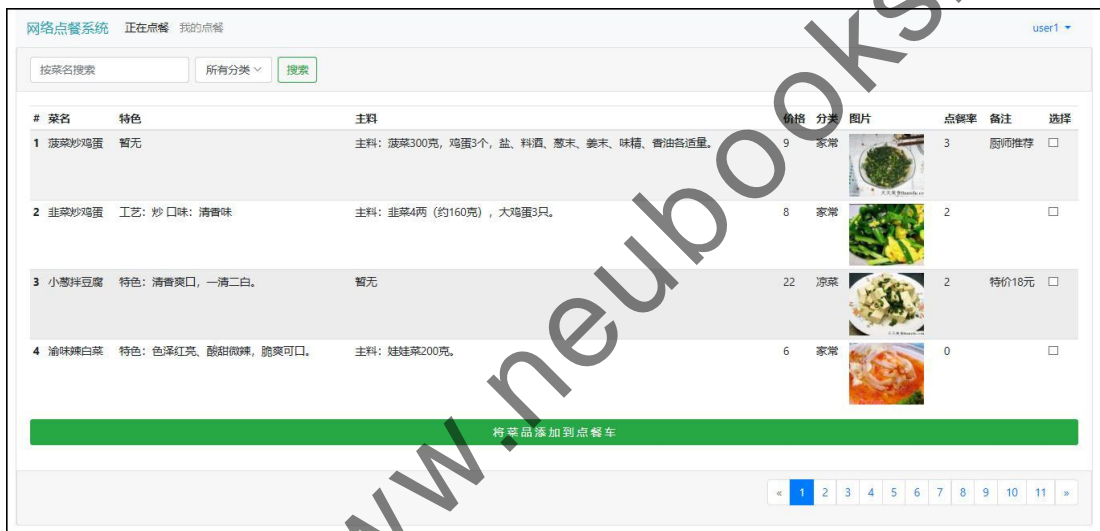 网络点餐系统 正在点餐 我的点餐 user1
按菜名搜索 所有分类 搜索
# 菜名 特色 主料 价格 分类 图片 点餐率 备注 选择
1 菠菜炒鸡蛋 暂无 主料：菠菜300克，鸡蛋3个，盐、料酒、葱末、姜末、味精、香油各适量。 9 家常 3 厨师推荐
2 韭菜炒鸡蛋 工艺：炒 口味：清香味 主料：韭菜4两（约160克），大鸡蛋3只。 8 家常 2
3 小葱拌豆腐 特色：清香爽口，一清二白。 暂无 22 凉菜 2 特价18元
4 渝味辣白菜 特色：色泽红亮、酸甜微辣，脆爽可口。 主料：娃娃菜200克。 6 家常 0
将菜品添加到点餐车
« 1 2 3 4 5 6 7 8 9 10 11 »
www.neubooks.